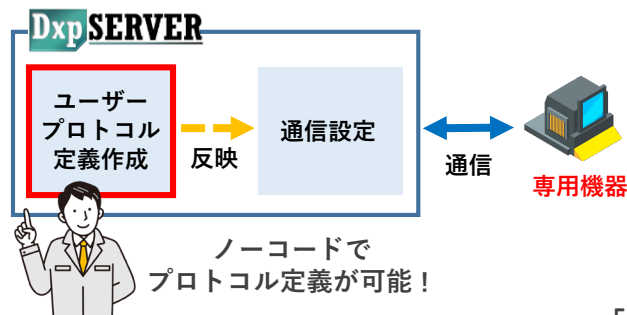 DxpSERVER
ユーザー
プロトコル
定義作成
反映
通信設定
通信
専用機器
ノーコードで
プロトコル定義が可能！